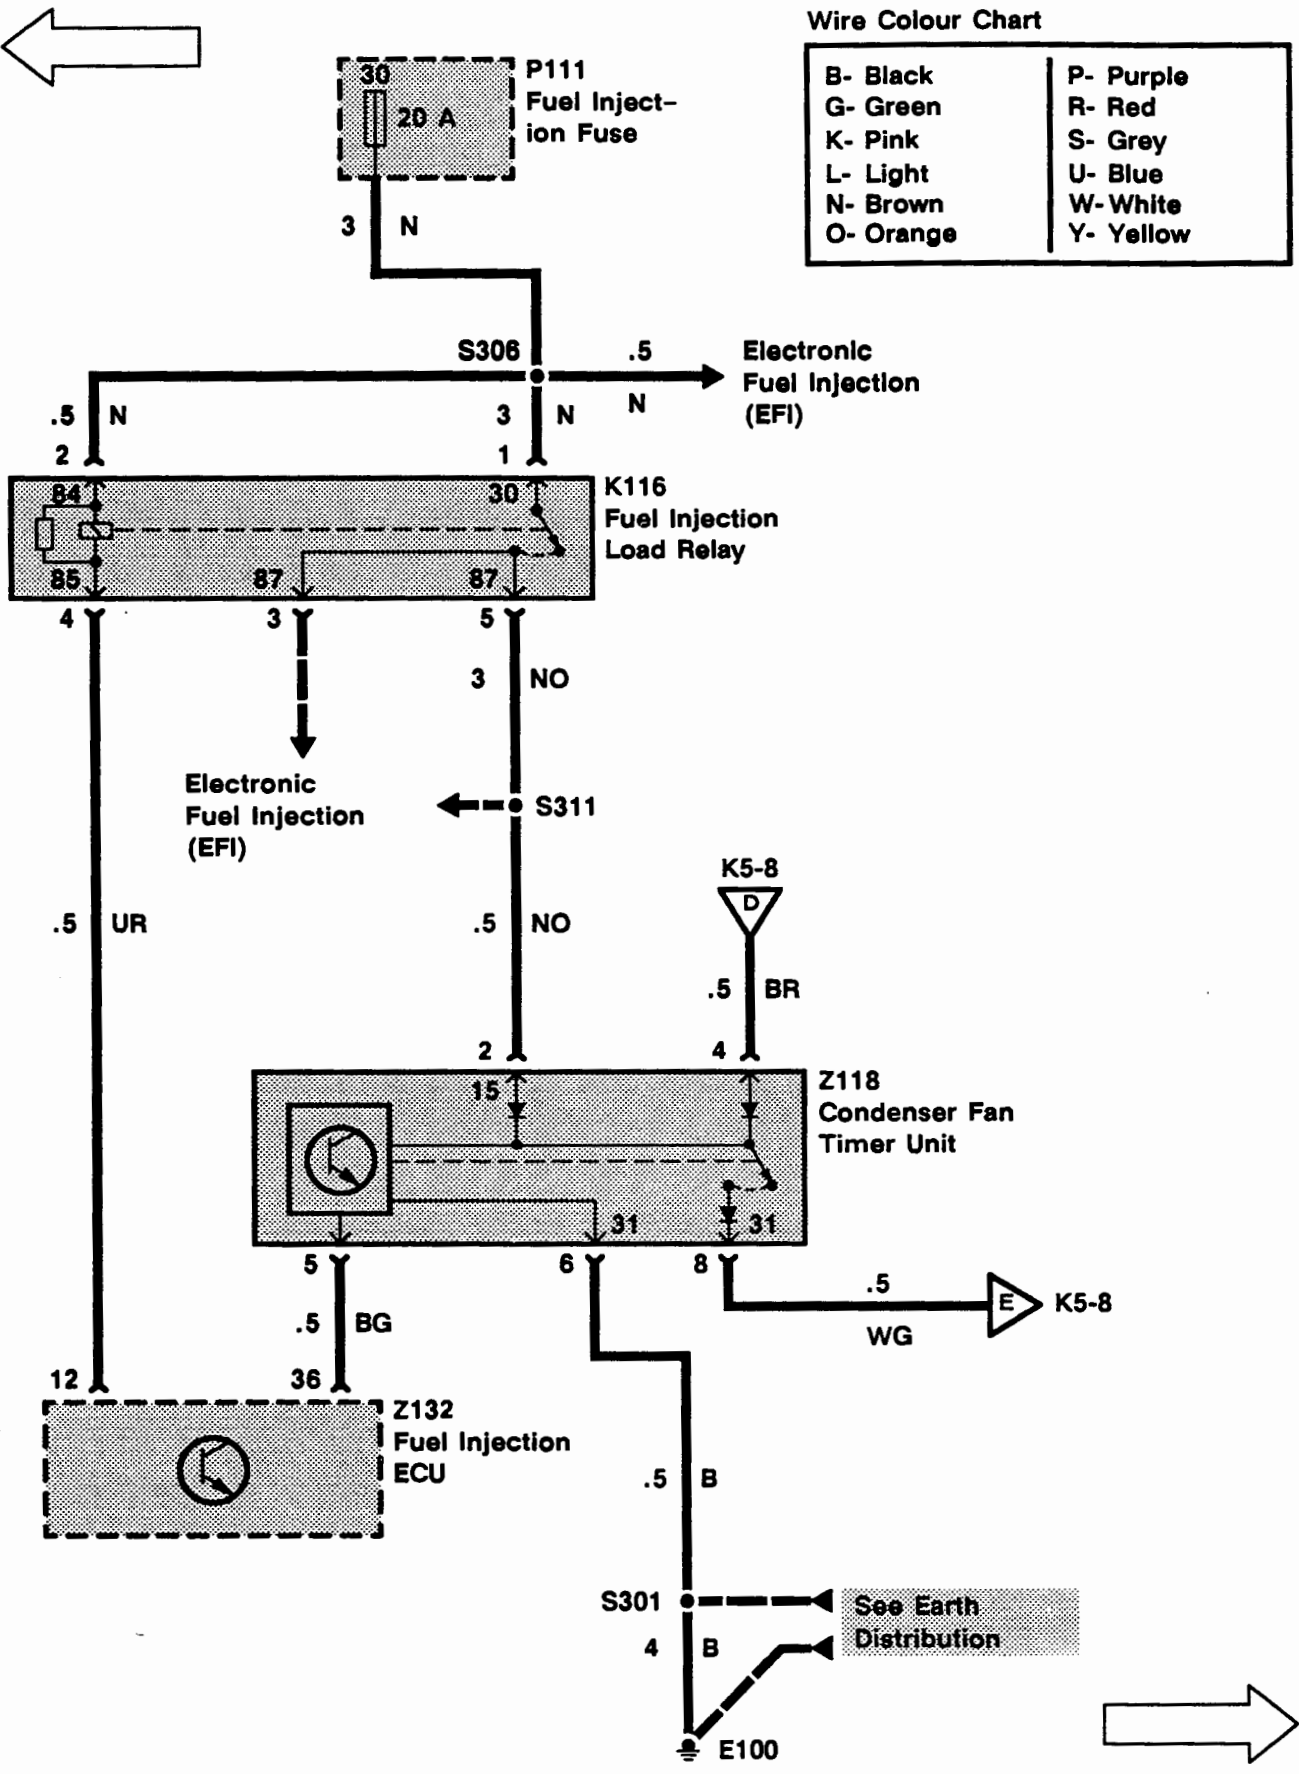 Wire Colour Chart
B- Black
G- Green
K- Pink
L- Light
N- Brown
O- Orange
P- Purple
R- Red
S- Grey
U- Blue
W- White
Y- Yellow
30
20 A
P111
Fuel Inject-
ion Fuse
3 N
S306
.5
N
Electronic
Fuel Injection
(EFI)
.5 N
3 N
2
1
84
30
K116
Fuel Injection
Load Relay
85
87
87
4
3
5
3 NO
Electronic
Fuel Injection
(EFI)
S311
K5-8
D
.5 UR
.5 NO
.5 BR
2
4
15
Z118
Condenser Fan
Timer Unit
31
31
5
6
8
.5
WG
E
K5-8
.5 BG
12
36
Z132
Fuel Injection
ECU
.5 B
S301
See Earth
Distribution
4 B
E100